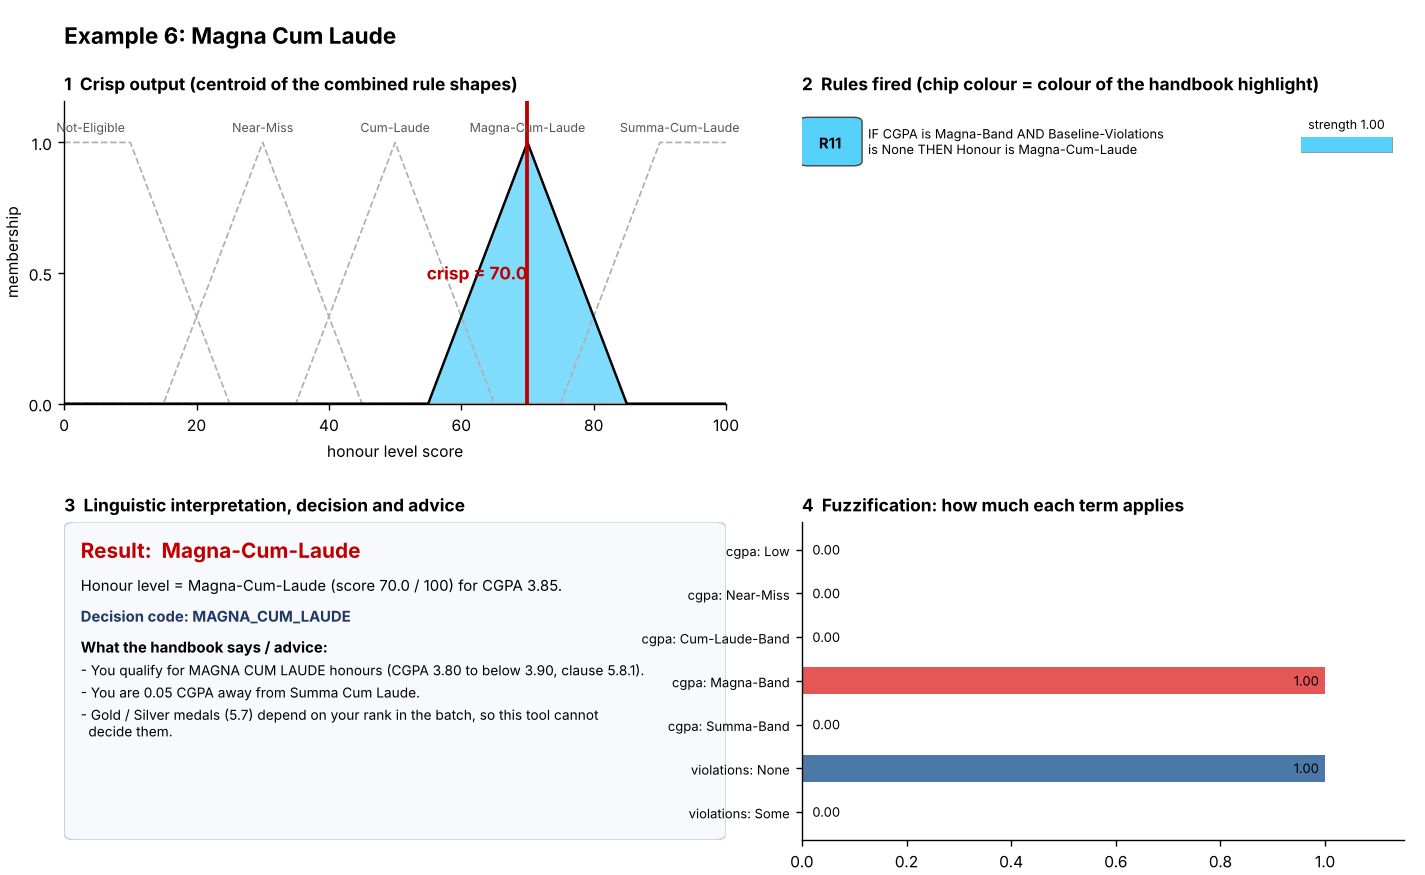 Example 6: Magna Cum Laude
1 Crisp output (centroid of the combined rule shapes)
Not-Eligible
Near-Miss
Cum-Laude
Magna-Cum-Laude
Summa-Cum-Laude
1.0
0.5
0.0
membership
crisp = 70.0
0
20
40
60
80
100
honour level score
2 Rules fired (chip colour = colour of the handbook highlight)
R11
IF CGPA is Magna-Band AND Baseline-Violations
is None THEN Honour is Magna-Cum-Laude
strength 1.00
3 Linguistic interpretation, decision and advice
Result: Magna-Cum-Laude
Honour level = Magna-Cum-Laude (score 70.0 / 100) for CGPA 3.85.
Decision code: MAGNA_CUM_LAUDE
What the handbook says / advice:
- You qualify for MAGNA CUM LAUDE honours (CGPA 3.80 to below 3.90, clause 5.8.1).
- You are 0.05 CGPA away from Summa Cum Laude.
- Gold / Silver medals (5.7) depend on your rank in the batch, so this tool cannot
decide them.
4 Fuzzification: how much each term applies
cgpa: Low 0.00
cgpa: Near-Miss 0.00
cgpa: Cum-Laude-Band 0.00
cgpa: Magna-Band 1.00
cgpa: Summa-Band 0.00
violations: None 1.00
violations: Some 0.00
0.0
0.2
0.4
0.6
0.8
1.0